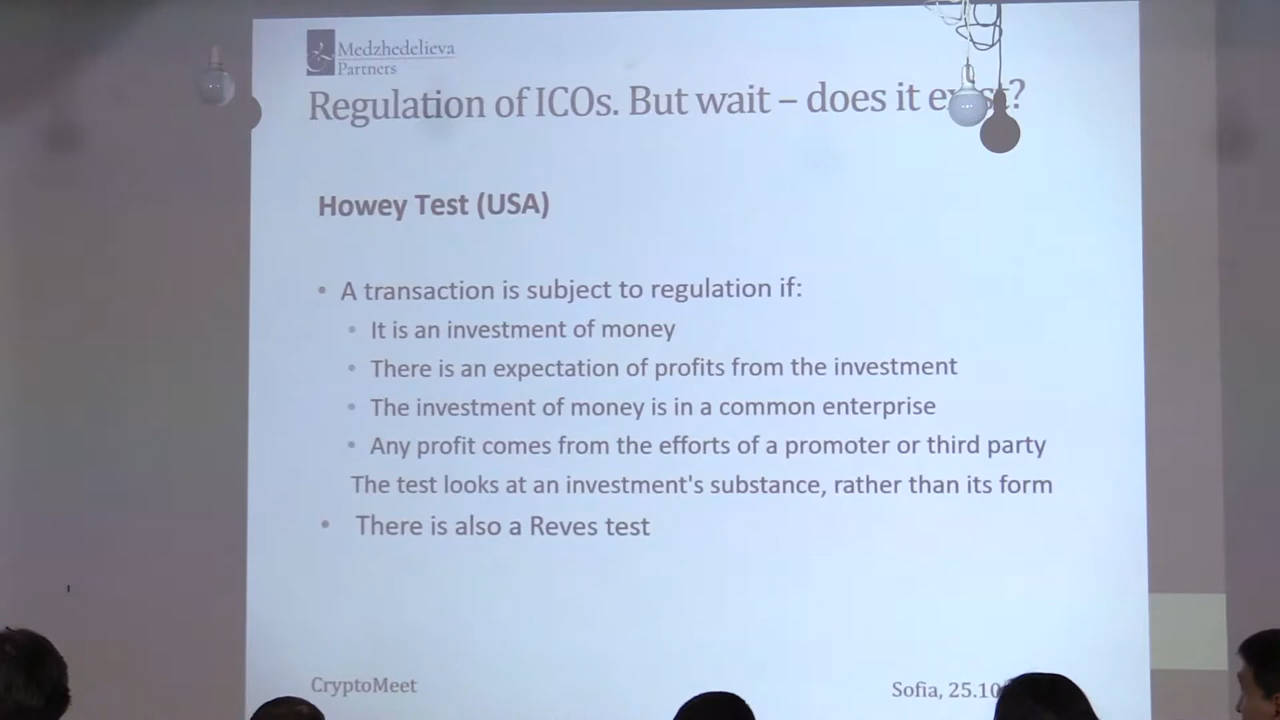 Medzhedelieva
Partners
Regulation of ICOs. But wait – does it
Howey Test (USA)
• A transaction is subject to regulation if:
• It is an investment of money
• There is an expectation of profits from the investment
• The investment of money is in a common enterprise
• Any profit comes from the efforts of a promoter or third party
The test looks at an investment's substance, rather than its form
• There is also a Reves test
CryptoMeet
Sofia, 25.10